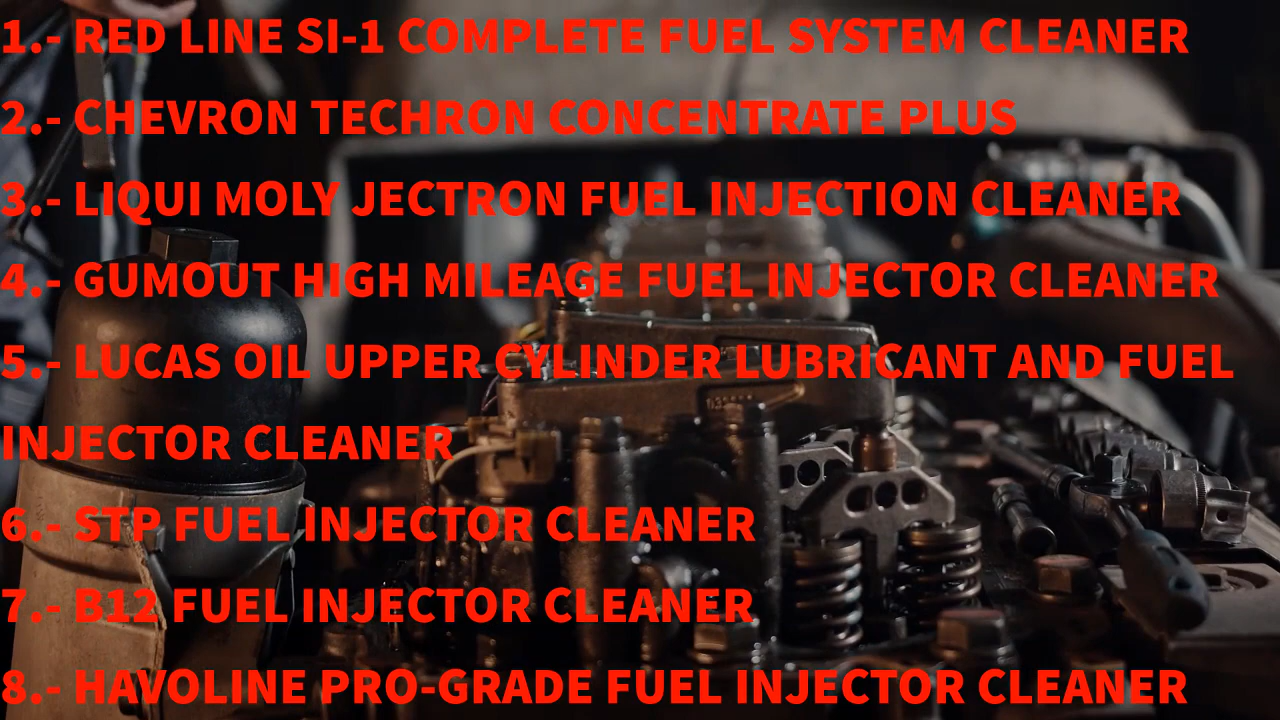 1.- RED LINE SI-1 COMPLETE FUEL SYSTEM CLEANER
2.- CHEVRON TECHRON CONCENTRATE PLUS
3.- LIQUI MOLY JECTRON FUEL INJECTION CLEANER
4.- GUMOUT HIGH MILEAGE FUEL INJECTOR CLEANER
5.- LUCAS OIL UPPER CYLINDER LUBRICANT AND FUEL
INJECTOR CLEANER
6.- STP FUEL INJECTOR CLEANER
7.- B12 FUEL INJECTOR CLEANER
8.- HAVOLINE PRO-GRADE FUEL INJECTOR CLEANER